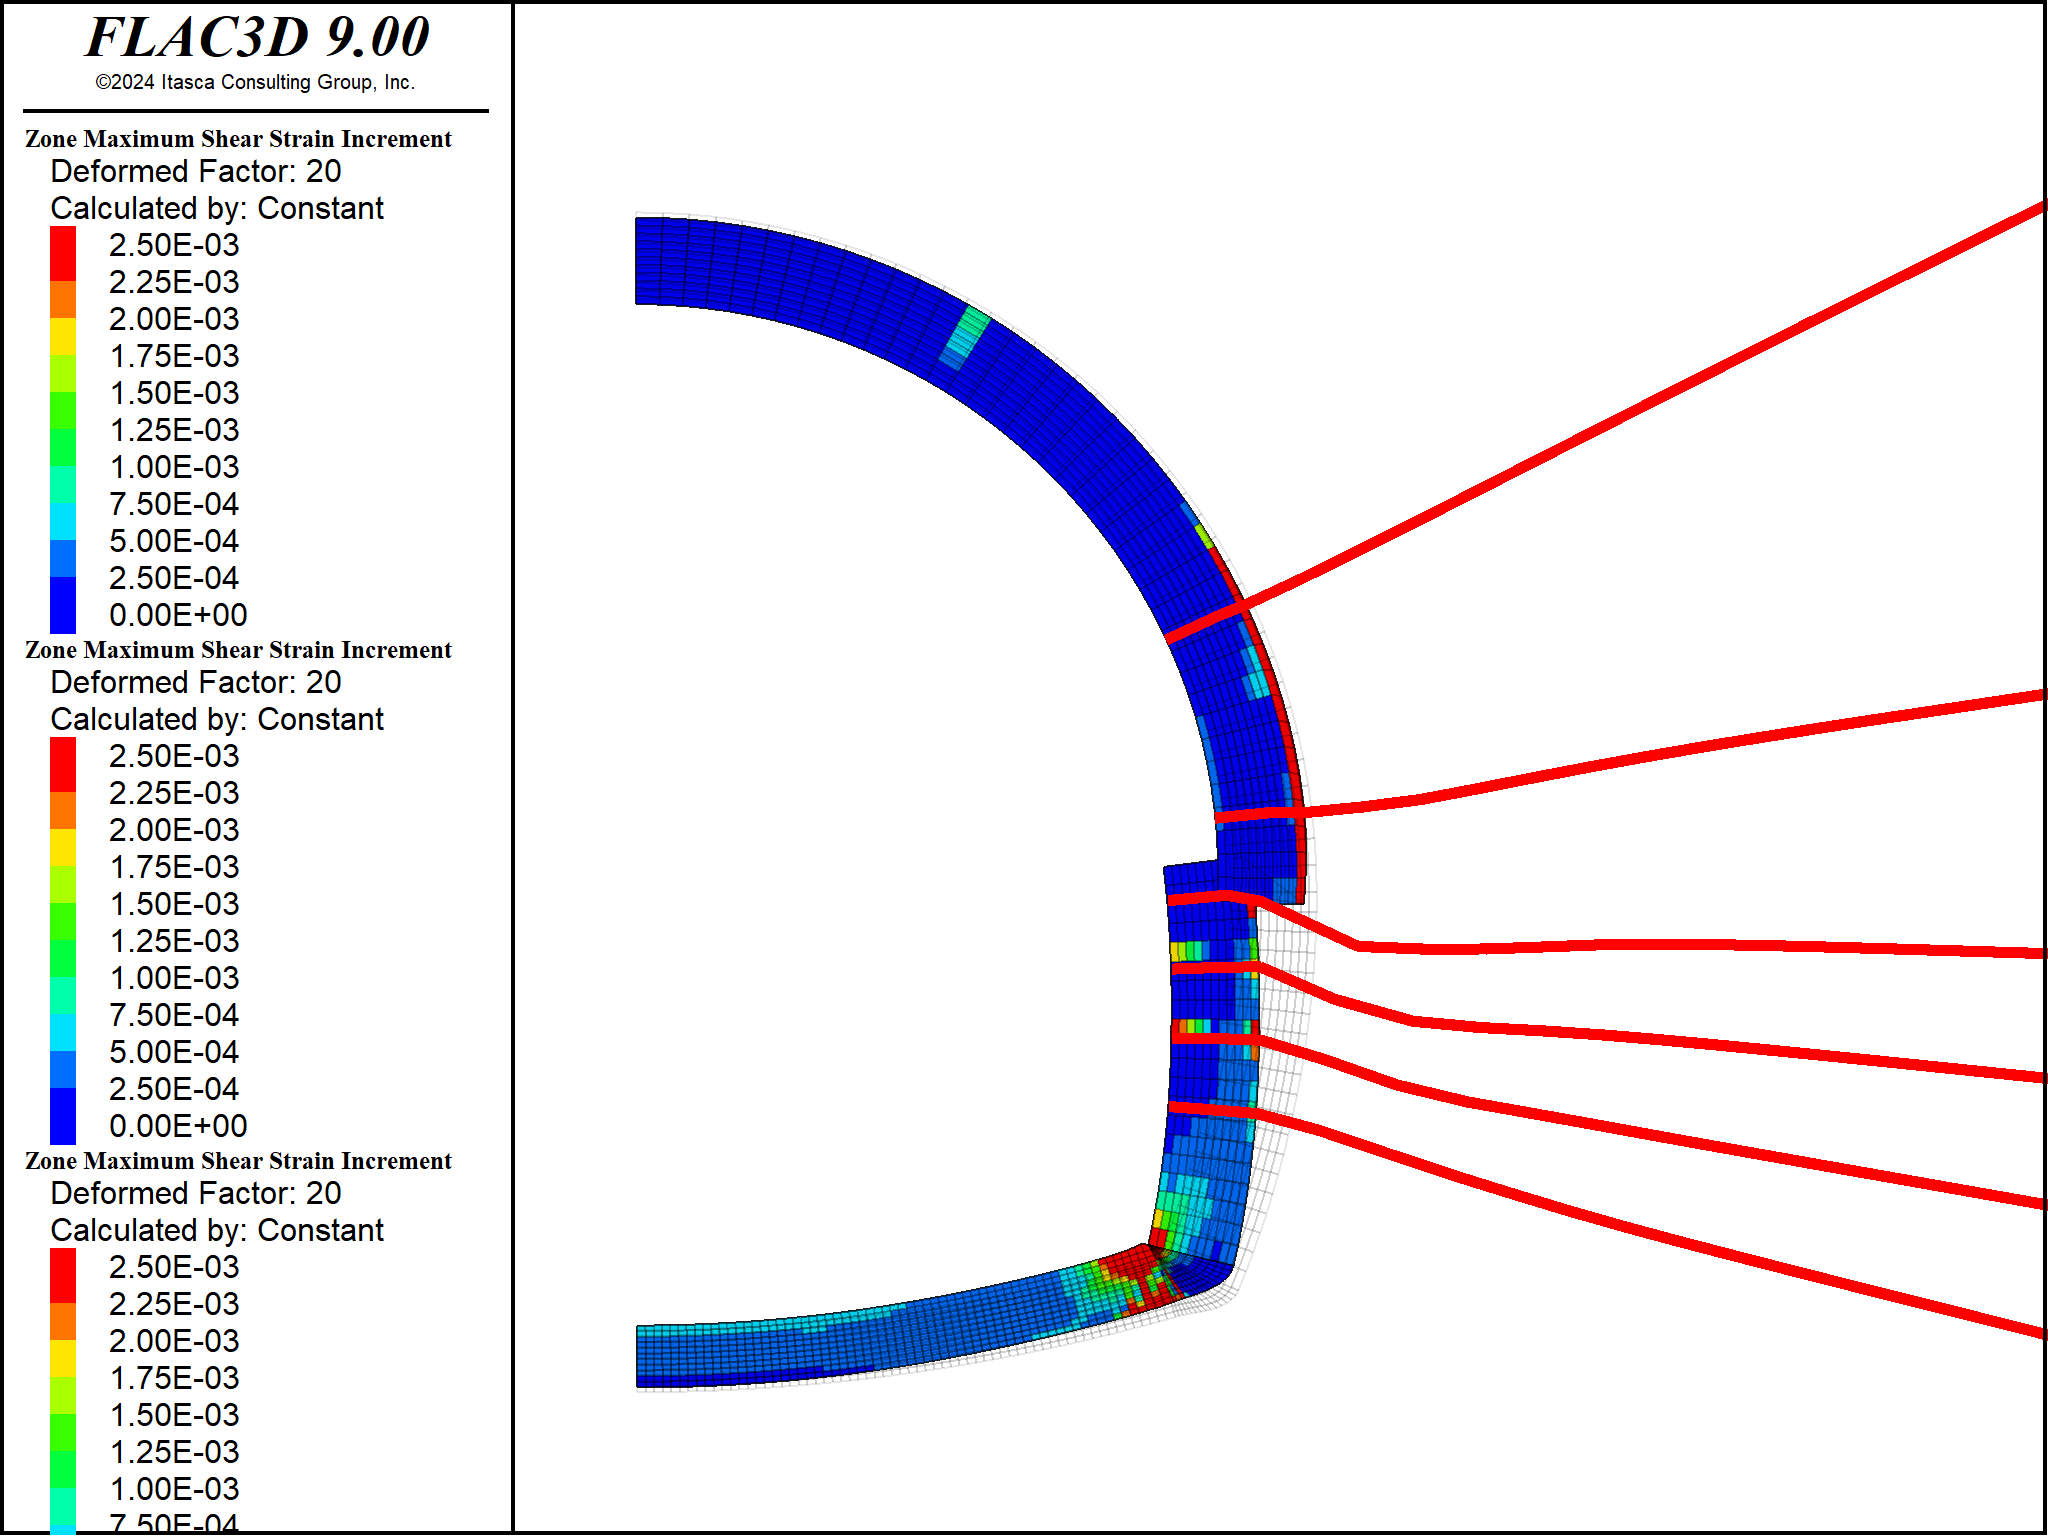 FLAC3D 9.00
©2024 Itasca Consulting Group, Inc.
Zone Maximum Shear Strain Increment
Deformed Factor: 20
Calculated by: Constant
2.50E-03
2.25E-03
2.00E-03
1.75E-03
1.50E-03
1.25E-03
1.00E-03
7.50E-04
5.00E-04
2.50E-04
0.00E+00
Zone Maximum Shear Strain Increment
Deformed Factor: 20
Calculated by: Constant
2.50E-03
2.25E-03
2.00E-03
1.75E-03
1.50E-03
1.25E-03
1.00E-03
7.50E-04
5.00E-04
2.50E-04
0.00E+00
Zone Maximum Shear Strain Increment
Deformed Factor: 20
Calculated by: Constant
2.50E-03
2.25E-03
2.00E-03
1.75E-03
1.50E-03
1.25E-03
1.00E-03
7.50E-04